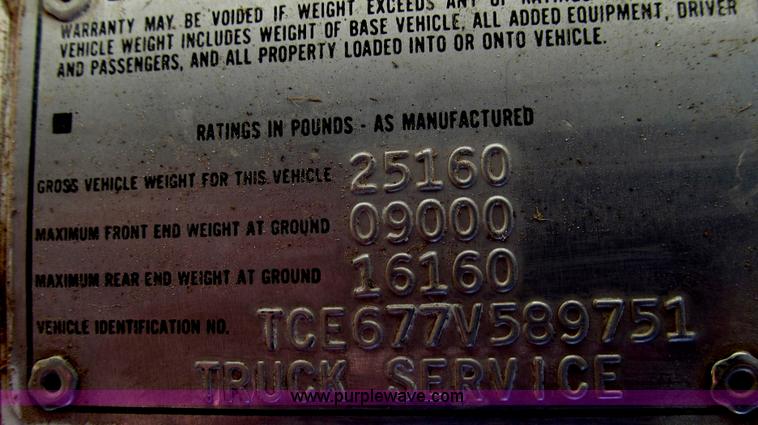 WARRANTY MAY BE VOIDED IF WEIGHT EXCEEDS ANY OF
VEHICLE WEIGHT INCLUDES WEIGHT OF BASE VEHICLE, ALL ADDED EQUIPMENT, DRIVER
AND PASSENGERS, AND ALL PROPERTY LOADED INTO OR ONTO VEHICLE.
RATINGS IN POUNDS - AS MANUFACTURED
GROSS VEHICLE WEIGHT FOR THIS VEHICLE 25160
MAXIMUM FRONT END WEIGHT AT GROUND 09000
MAXIMUM REAR END WEIGHT AT GROUND 16160
VEHICLE IDENTIFICATION NO. TCE677V589751
TRUCK SERVICE
www.purplewave.com